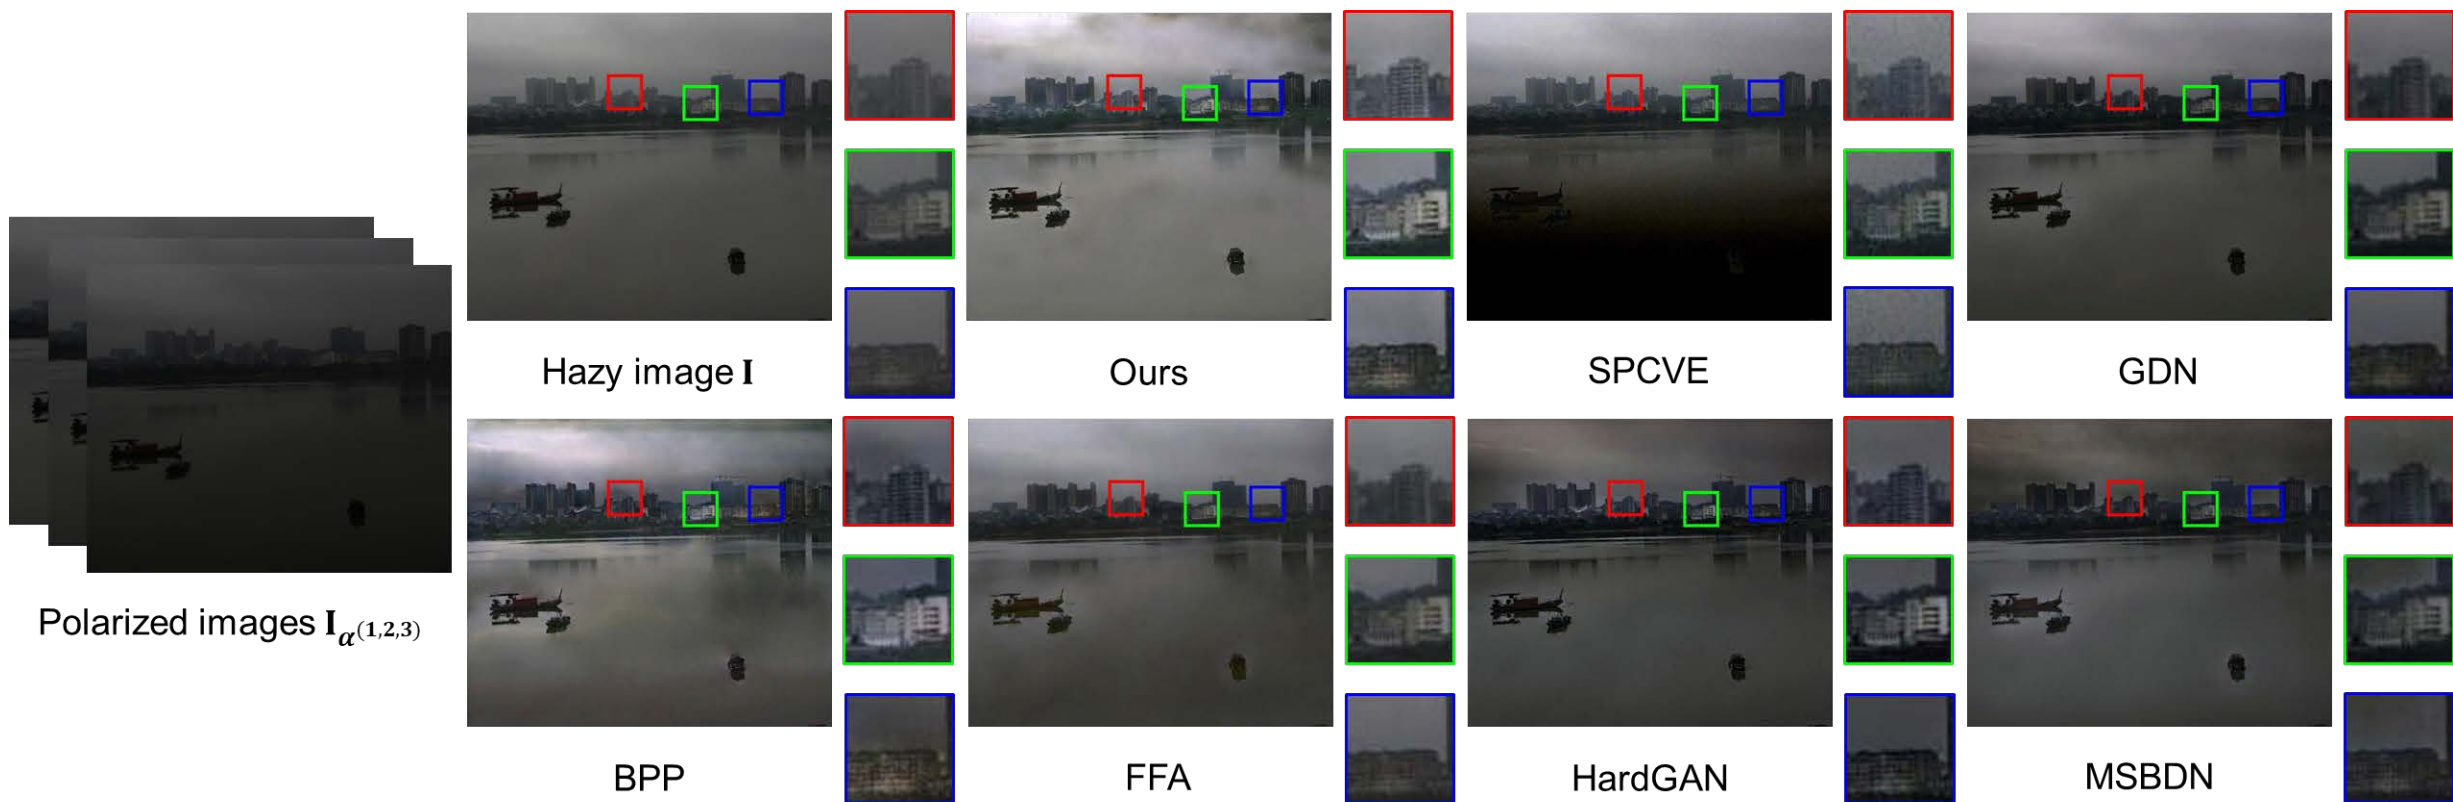 Hazy image I
Ours
SPCVE
GDN
Polarized images I_α(1,2,3)
BPP
FFA
HardGAN
MSBDN